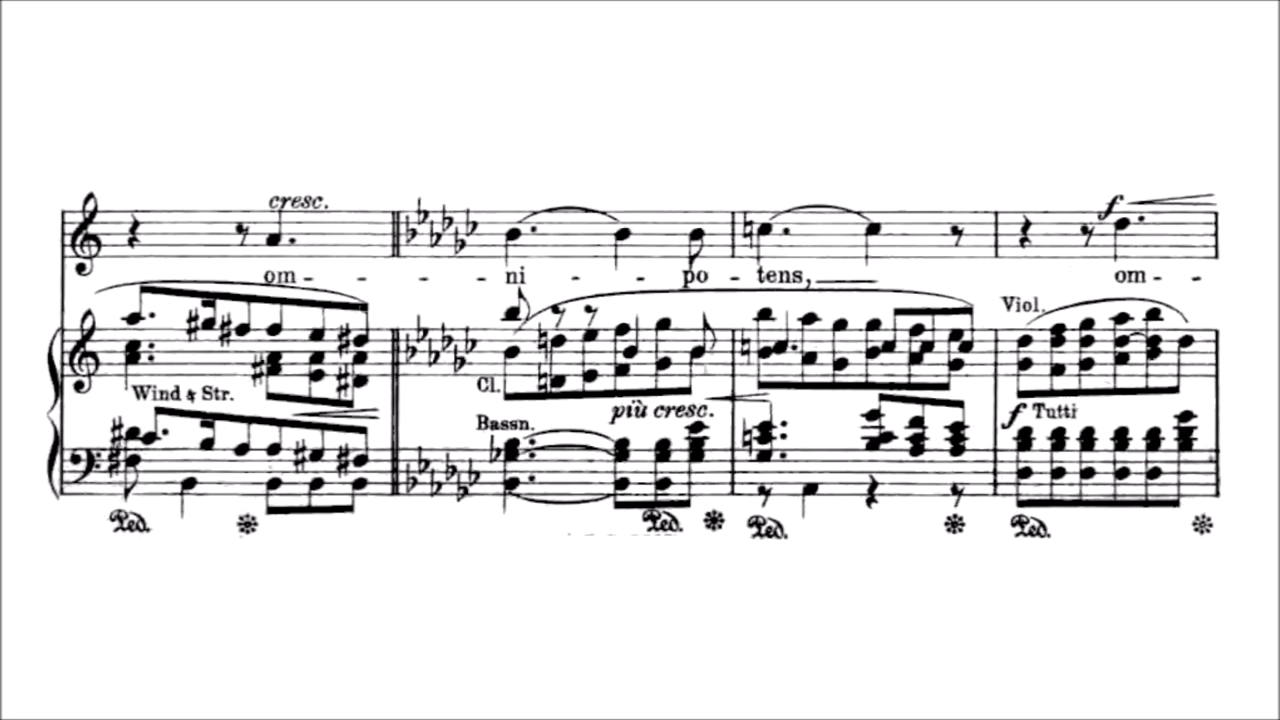 cresc.
f
om - - - - ni - po - tens, om - -
Viol.
Wind & Str.
Cl.
più cresc.
Bassn.
f Tutti
Ped. Ped. Ped. Ped.